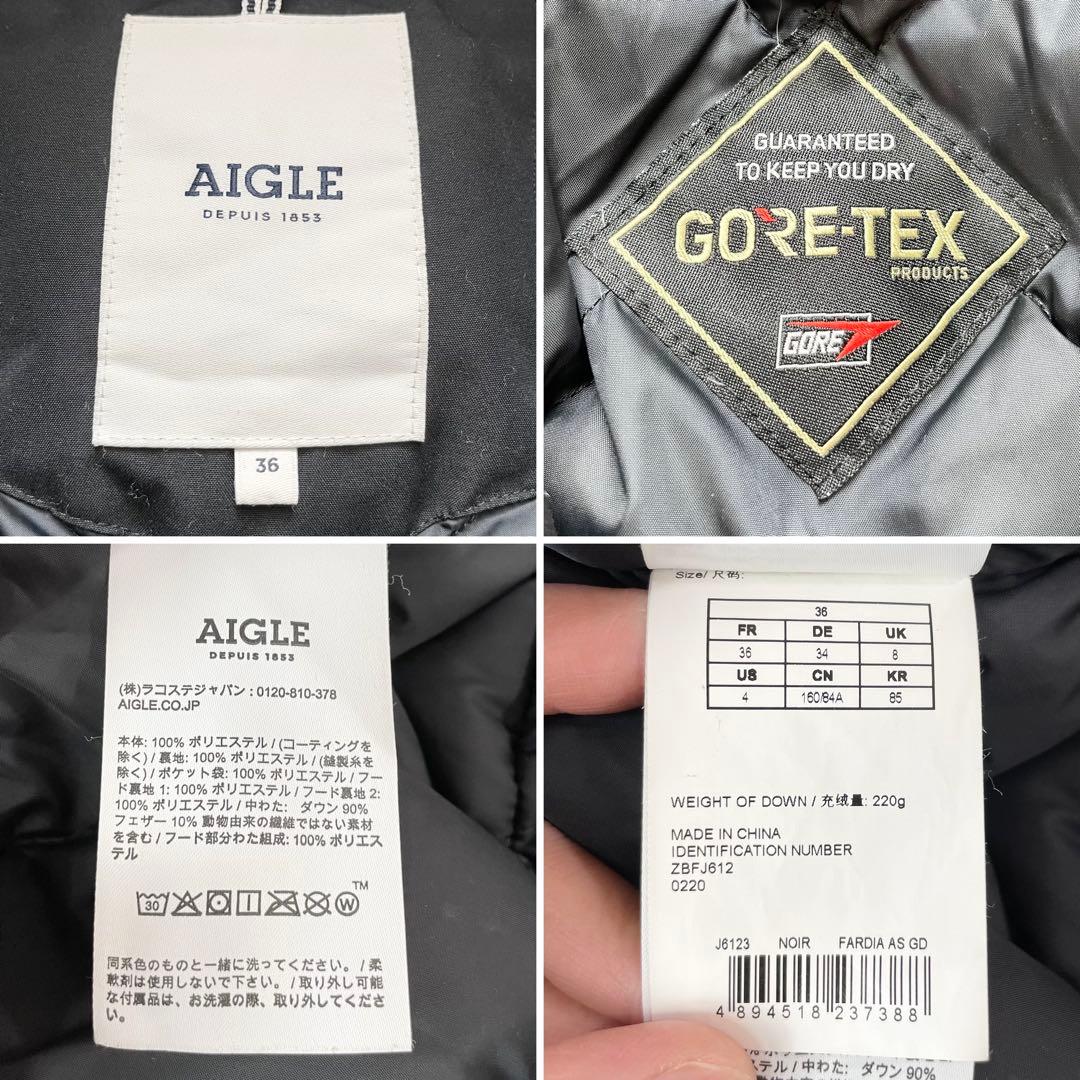 AIGLE
DEPUIS 1853
36
GUARANTEED
TO KEEP YOU DRY
GORE-TEX
PRODUCTS
GORE
AIGLE
DEPUIS 1853
(株)ラコステジャパン : 0120-810-378
AIGLE.CO.JP
本体: 100% ポリエステル / (コーティングを
除く) / 裏地: 100% ポリエステル / (縫製糸を
除く) / ポケット袋: 100% ポリエステル / フー
ド裏地 1: 100% ポリエステル / フード裏地 2:
100% ポリエステル / 中わた: ダウン 90%
フェザー 10% 動物由来の繊維ではない素材
を含む / フード部分わた組成: 100% ポリエス
テル
30 W TM
同系色のものと一緒に洗ってください。 / 柔
軟剤は使用しないで下さい。 / 取り外し可能
な付属品は、お洗濯の際、取り外してくださ
い。
Size/ 尺码:
36
FR DE UK
36 34 8
US CN KR
4 160/84A 85
WEIGHT OF DOWN / 充绒量: 220g
MADE IN CHINA
IDENTIFICATION NUMBER
ZBFJ612
0220
J6123 NOIR FARDIA AS GD
4 894518 237388
テル / 中わた: ダウン 90%